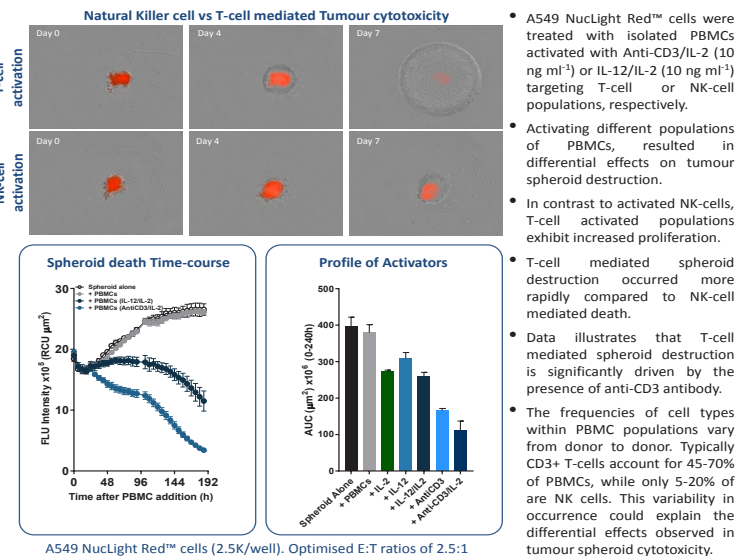 Natural Killer cell vs T-cell mediated Tumour cytotoxicity
activation
Day 0
Day 4
Day 7
NK-cell
activation
Day 0
Day 4
Day 7
Spheroid death Time-course
Spheroid alone
+ PBMCs
+ PBMCs (IL-12/IL-2)
+ PBMCs (AntiCD3/IL-2)
FLU Intensity x10⁵ (RCU µm²)
30
20
10
0
0 48 96 144 192
Time after PBMC addition (h)
Profile of Activators
AUC (µm²) x10⁶ (0-240h)
500
400
300
200
100
0
Spheroid Alone
+ PBMCs
+ IL-2
+ IL-12
+ IL-12/IL2
+ AntiCD3
+ Anti-CD3/IL-2
A549 NucLight Red™ cells (2.5K/well). Optimised E:T ratios of 2.5:1
• A549 NucLight Red™ cells were
treated with isolated PBMCs
activated with Anti-CD3/IL-2 (10
ng ml⁻¹) or IL-12/IL-2 (10 ng ml⁻¹)
targeting T-cell or NK-cell
populations, respectively.
• Activating different populations
of PBMCs, resulted in
differential effects on tumour
spheroid destruction.
• In contrast to activated NK-cells,
T-cell activated populations
exhibit increased proliferation.
• T-cell mediated spheroid
destruction occurred more
rapidly compared to NK-cell
mediated death.
• Data illustrates that T-cell
mediated spheroid destruction
is significantly driven by the
presence of anti-CD3 antibody.
• The frequencies of cell types
within PBMC populations vary
from donor to donor. Typically
CD3+ T-cells account for 45-70%
of PBMCs, while only 5-20% of
are NK cells. This variability in
occurrence could explain the
differential effects observed in
tumour spheroid cytotoxicity.